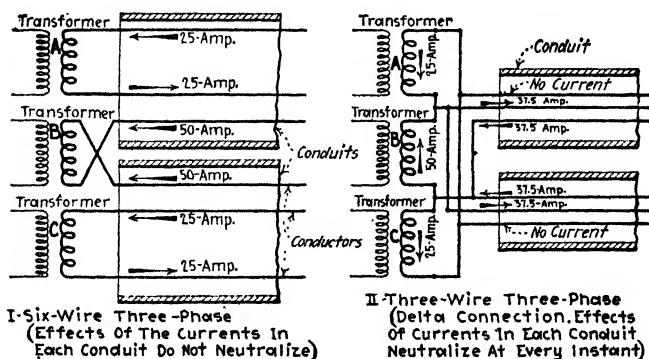 Transformer
A
25-Amp.
25-Amp.
Transformer
B
50-Amp.
50-Amp.
Transformer
C
25-Amp.
25-Amp.
Conduits
Conductors
I-Six-Wire Three-Phase
(Effects Of The Currents In
Each Conduit Do Not Neutralize)
Transformer
A
25-Amp.
Transformer
B
50-Amp.
Transformer
C
25-Amp.
Conduit
No Current
37.5 Amp.
37.5 Amp.
37.5-Amp.
37.5-Amp.
No Current
II-Three-Wire Three-Phase
(Delta Connection. Effects
Of Currents In Each Conduit
Neutralize At Every Instant)